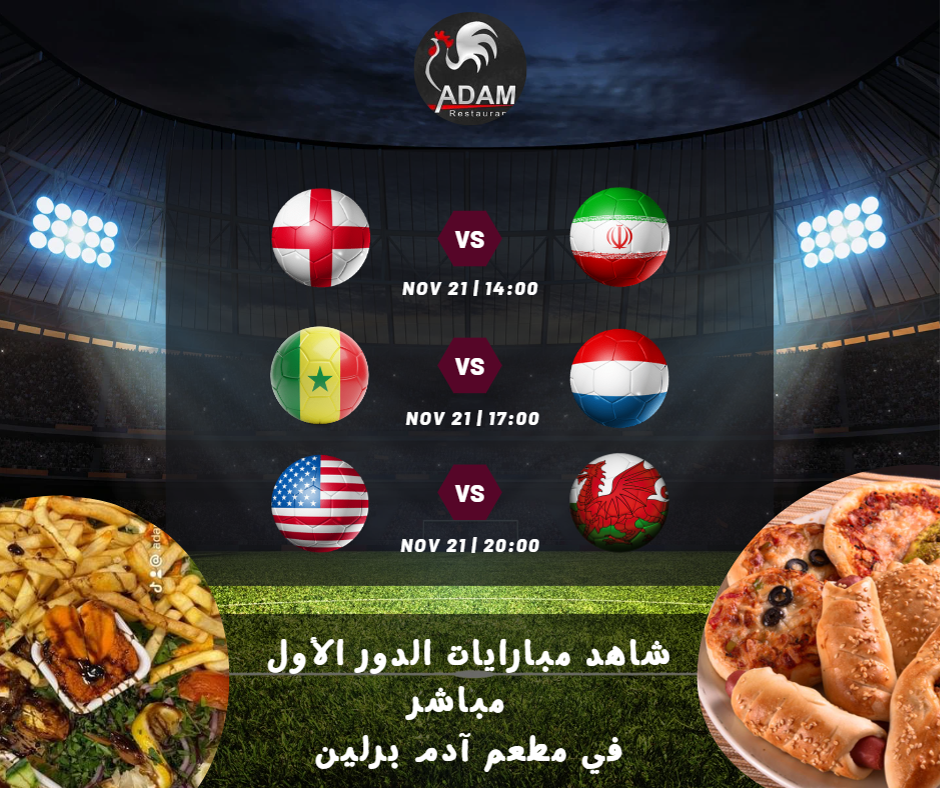 ADAM
Restaurant
VS
NOV 21 | 14:00
VS
NOV 21 | 17:00
VS
NOV 21 | 20:00
شاهد مبارايات الدور الأول
مباشر
في مطعم آدم برلين